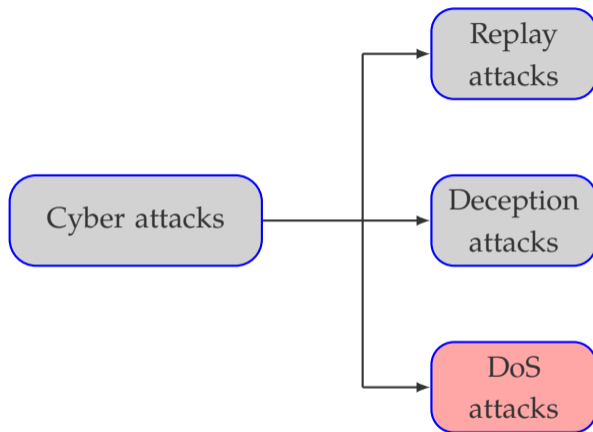 Replay
attacks
Cyber attacks
Deception
attacks
DoS
attacks